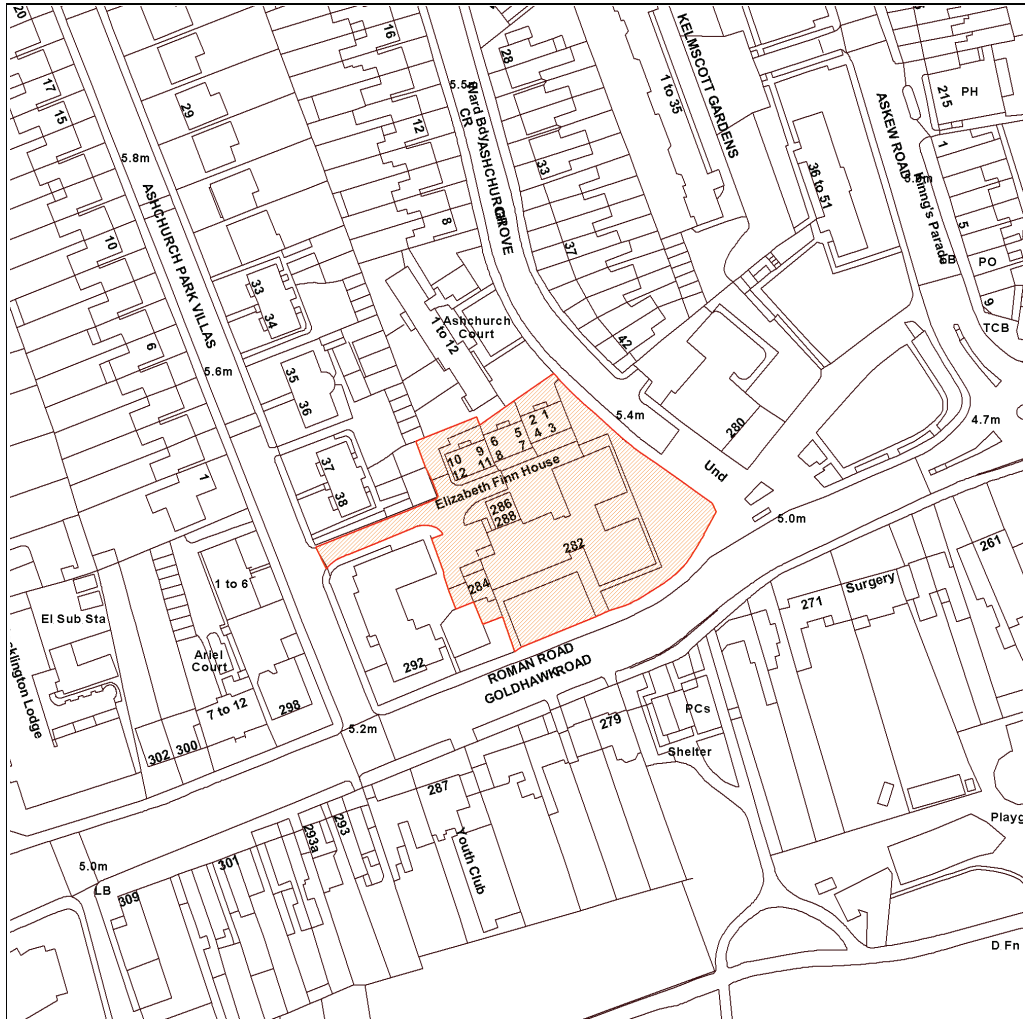 20
17
15
29
5.8m
16
12
8
5.5m
Ward Bdy
CR
ASHCHURCH
GROVE
28
33
37
42
KELMSCOTT GARDENS
1 to 35
36 to 51
ASKEW ROAD
215
PH
1
5
PO
9
TCB
4.7m
ASHCHURCH PARK VILLAS
10
6
1
5.6m
33
34
35
36
37
38
Ashchurch
Court
1 to 12
5.4m
280
Und
5.0m
1
2
3
4
5
6
7
8
9
10
11
12
Elizabeth Finn House
286
288
282
284
292
ROMAN ROAD
GOLDHAWK ROAD
261
Surgery
271
El Sub Sta
1 to 6
Ariel
Court
7 to 12
298
300
302
5.2m
279
PCs
Shelter
287
Youth Club
293
293a
301
5.0m
LB
309
cklington Lodge
Playg
D Fn